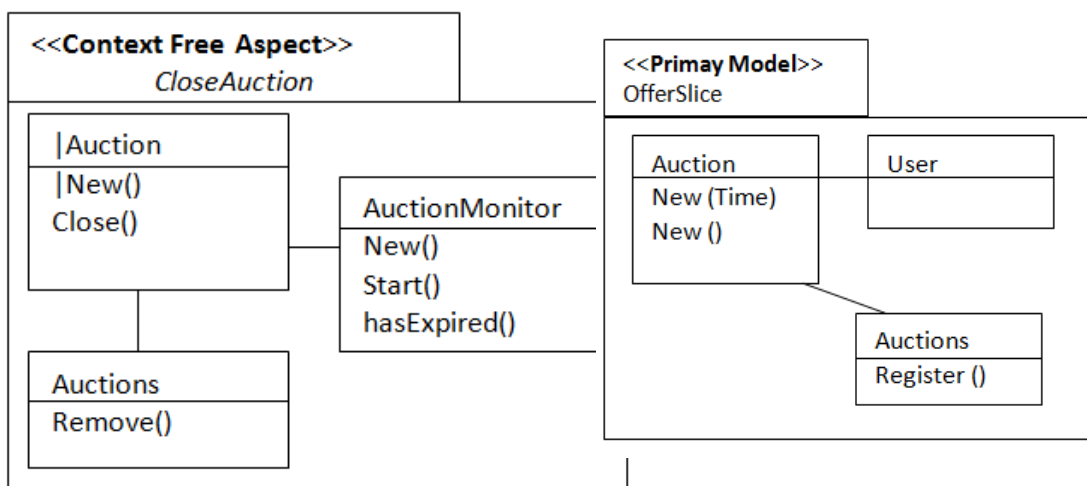 <<Context Free Aspect>>
CloseAuction
|Auction
|New()
Close()
AuctionMonitor
New()
Start()
hasExpired()
Auctions
Remove()
<<Primay Model>>
OfferSlice
Auction
New (Time)
New ()
User
Auctions
Register ()